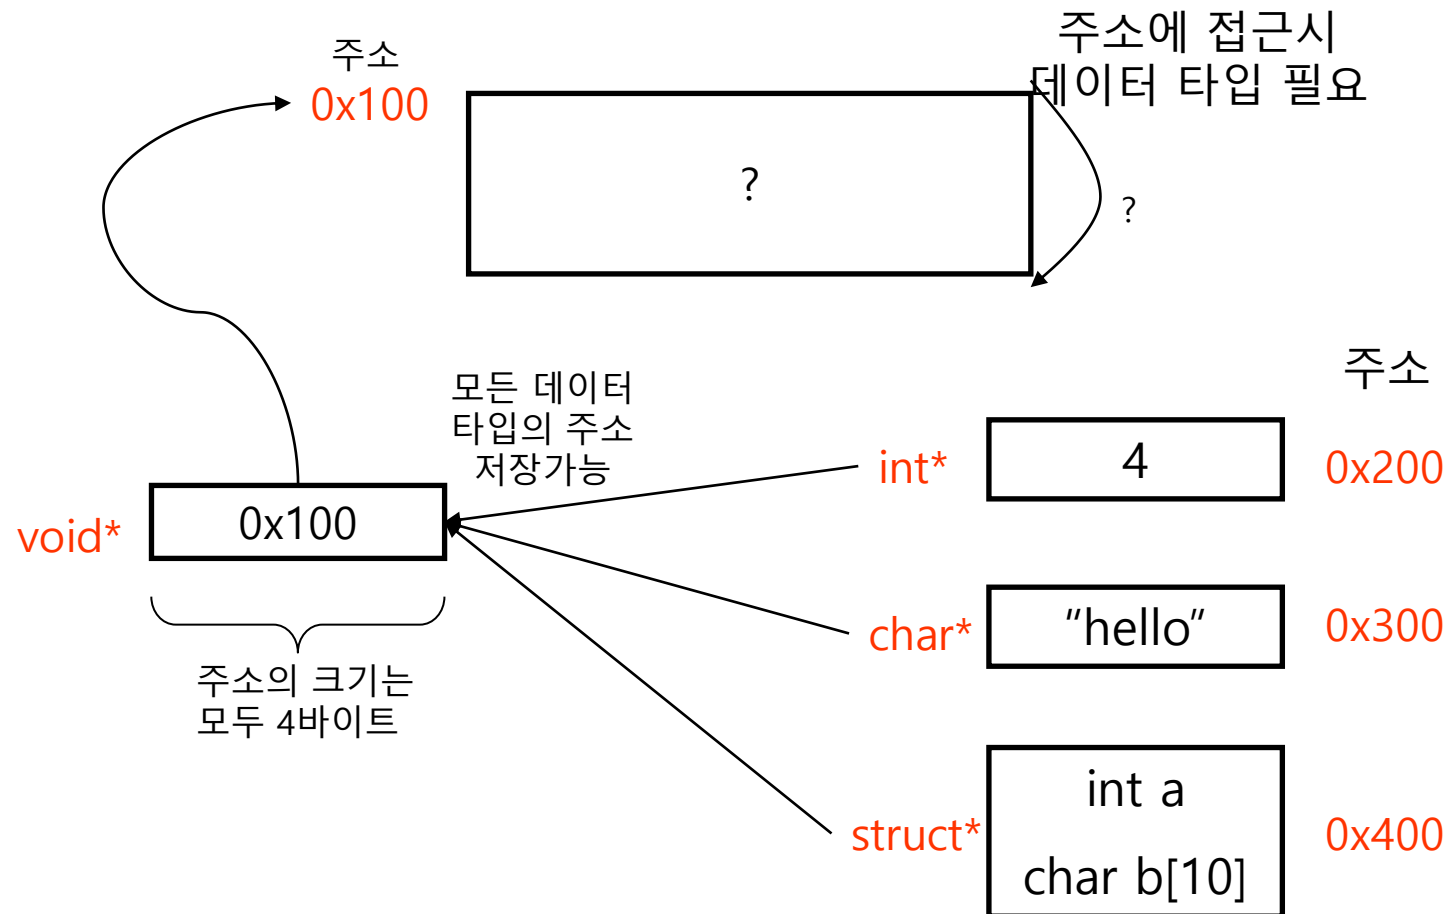 주소에 접근시
데이터 타입 필요
주소
0x100
?
?
주소
모든 데이터
타입의 주소
저장가능
int*
4
0x200
void*
0x100
char*
"hello"
0x300
주소의 크기는
모두 4바이트
struct*
int a
char b[10]
0x400